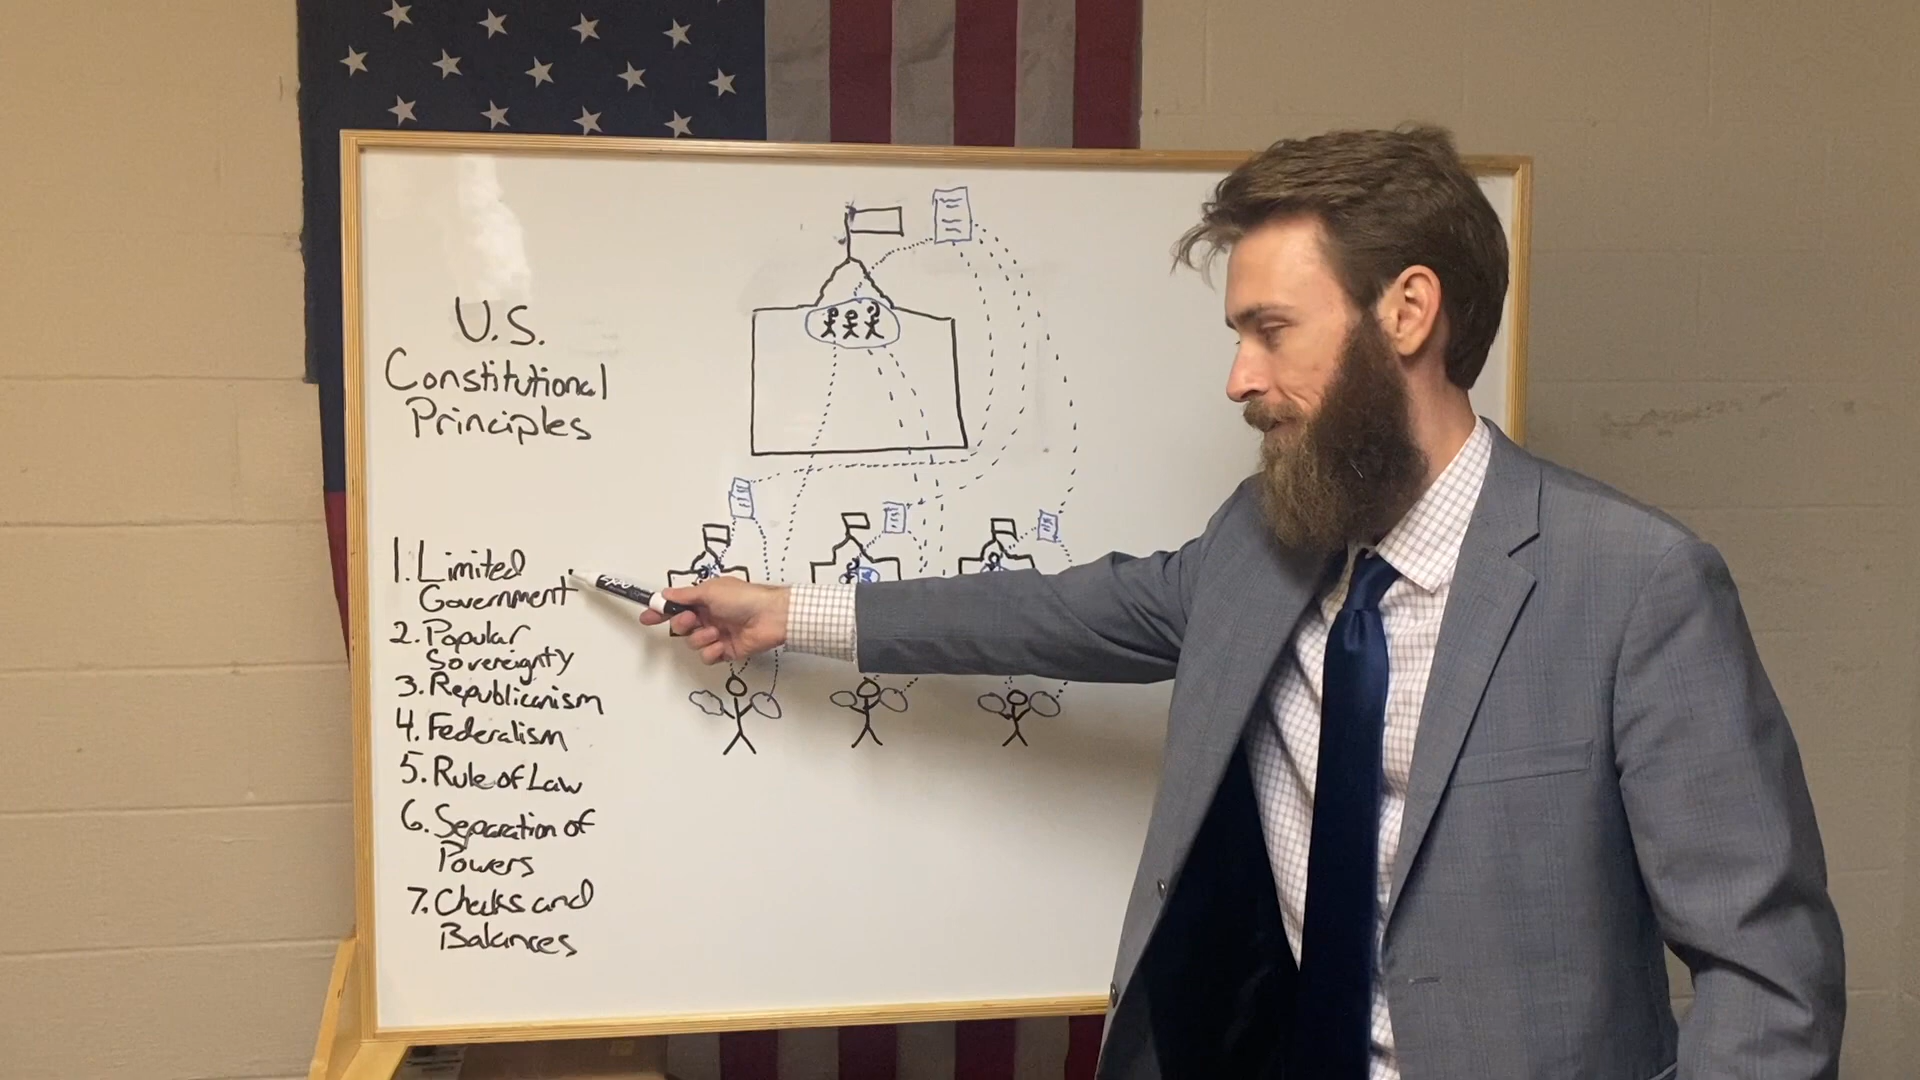 U.S.
Constitutional
Principles
1. Limited
Government
2. Popular
Sovereignty
3. Republicanism
4. Federalism
5. Rule of Law
6. Separation of
Powers
7. Checks and
Balances
EXPO